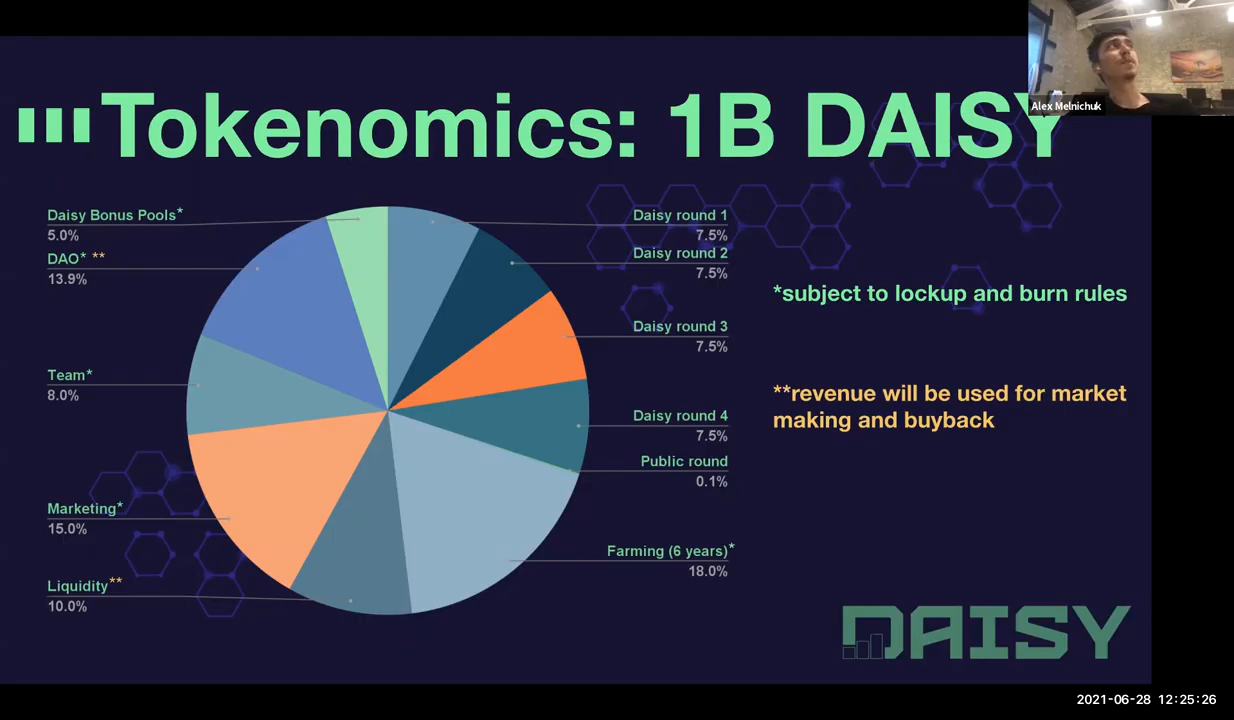 Tokenomics: 1B DAISY
Alex Melnichuk
Daisy Bonus Pools*
5.0%
DAO* **
13.9%
Team*
8.0%
Marketing*
15.0%
Liquidity**
10.0%
Daisy round 1
7.5%
Daisy round 2
7.5%
Daisy round 3
7.5%
Daisy round 4
7.5%
Public round
0.1%
Farming (6 years)*
18.0%
*subject to lockup and burn rules
**revenue will be used for market
making and buyback
DAISY
2021-06-28 12:25:26